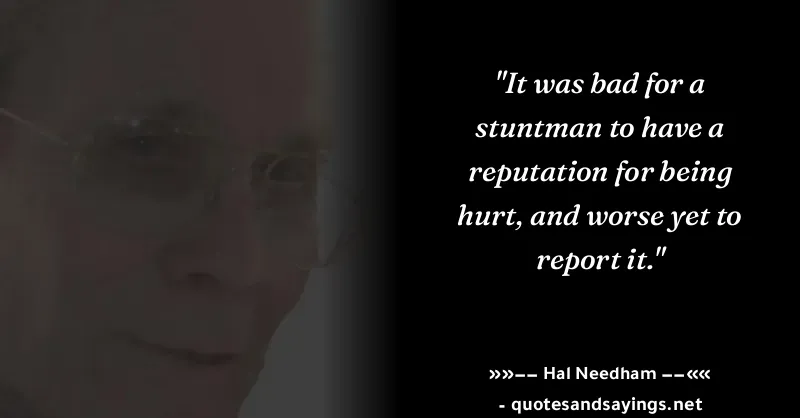 "It was bad for a
stuntman to have a
reputation for being
hurt, and worse yet to
report it."
»»−− Hal Needham −−««
- quotesandsayings.net